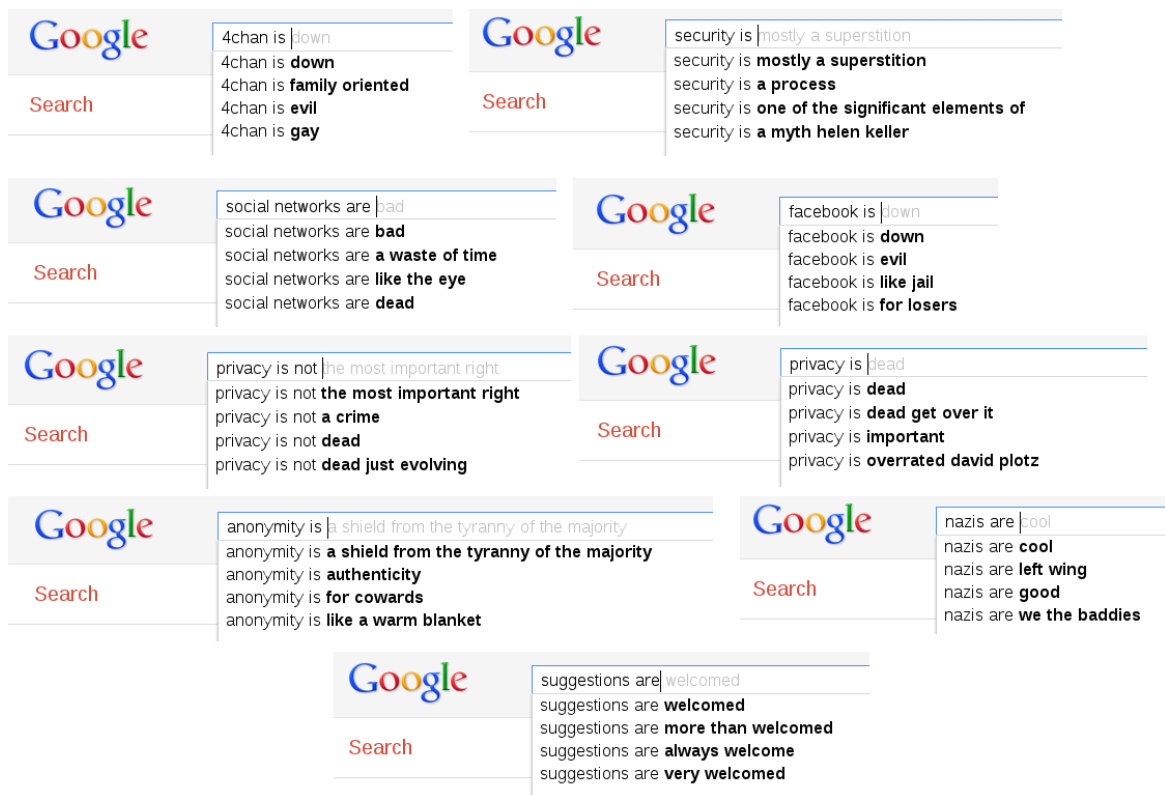 Google
4chan is down
4chan is down
4chan is family oriented
4chan is evil
4chan is gay
Search
Google
security is mostly a superstition
security is mostly a superstition
security is a process
security is one of the significant elements of
security is a myth helen keller
Search
Google
social networks are bad
social networks are bad
social networks are a waste of time
social networks are like the eye
social networks are dead
Search
Google
facebook is down
facebook is down
facebook is evil
facebook is like jail
facebook is for losers
Search
Google
privacy is not the most important right
privacy is not the most important right
privacy is not a crime
privacy is not dead
privacy is not dead just evolving
Search
Google
privacy is dead
privacy is dead
privacy is dead get over it
privacy is important
privacy is overrated david plotz
Search
Google
anonymity is a shield from the tyranny of the majority
anonymity is a shield from the tyranny of the majority
anonymity is authenticity
anonymity is for cowards
anonymity is like a warm blanket
Search
Google
nazis are cool
nazis are cool
nazis are left wing
nazis are good
nazis are we the baddies
Search
Google
suggestions are welcomed
suggestions are welcomed
suggestions are more than welcomed
suggestions are always welcome
suggestions are very welcomed
Search